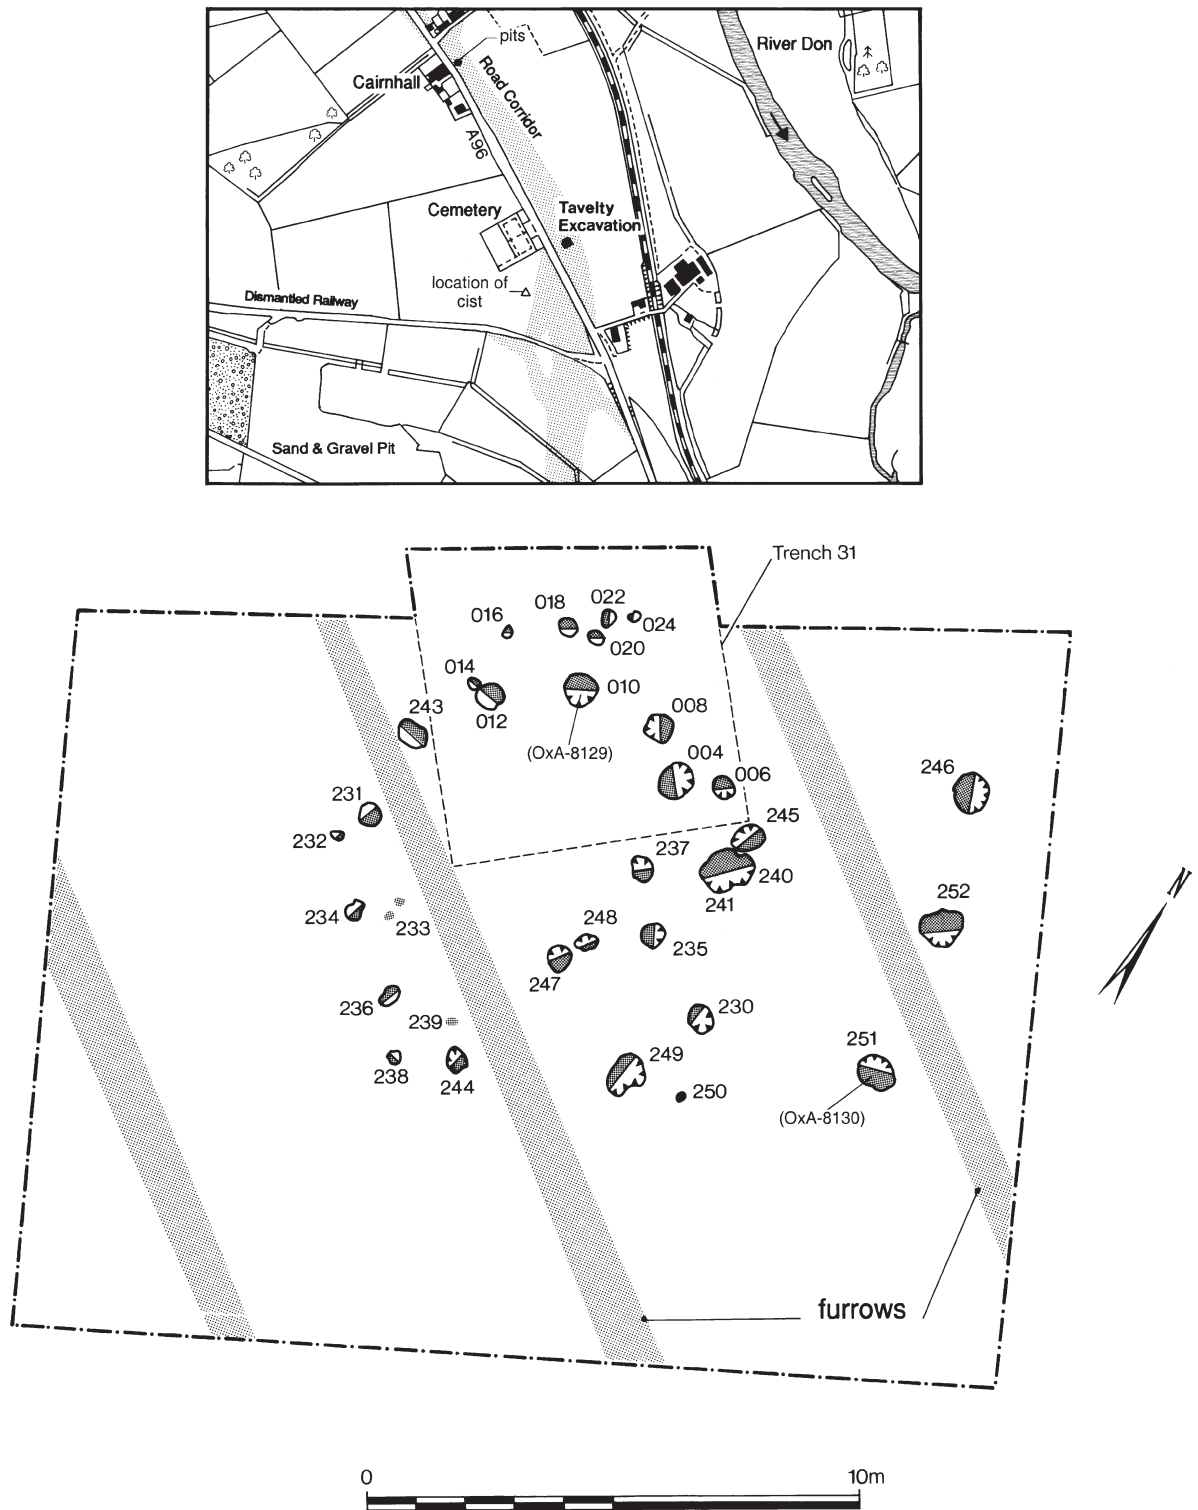 pits
River Don
Cairnhall
Road Corridor
A96
Cemetery
Tavelty
Excavation
location of
cist
Dismantled Railway
Sand & Gravel Pit
Trench 31
016
018
022
024
020
014
012
010
(OxA-8129)
243
008
004
006
246
231
232
245
237
240
241
252
234
233
248
235
247
236
239
230
251
249
238
244
250
(OxA-8130)
N
furrows
0
10m